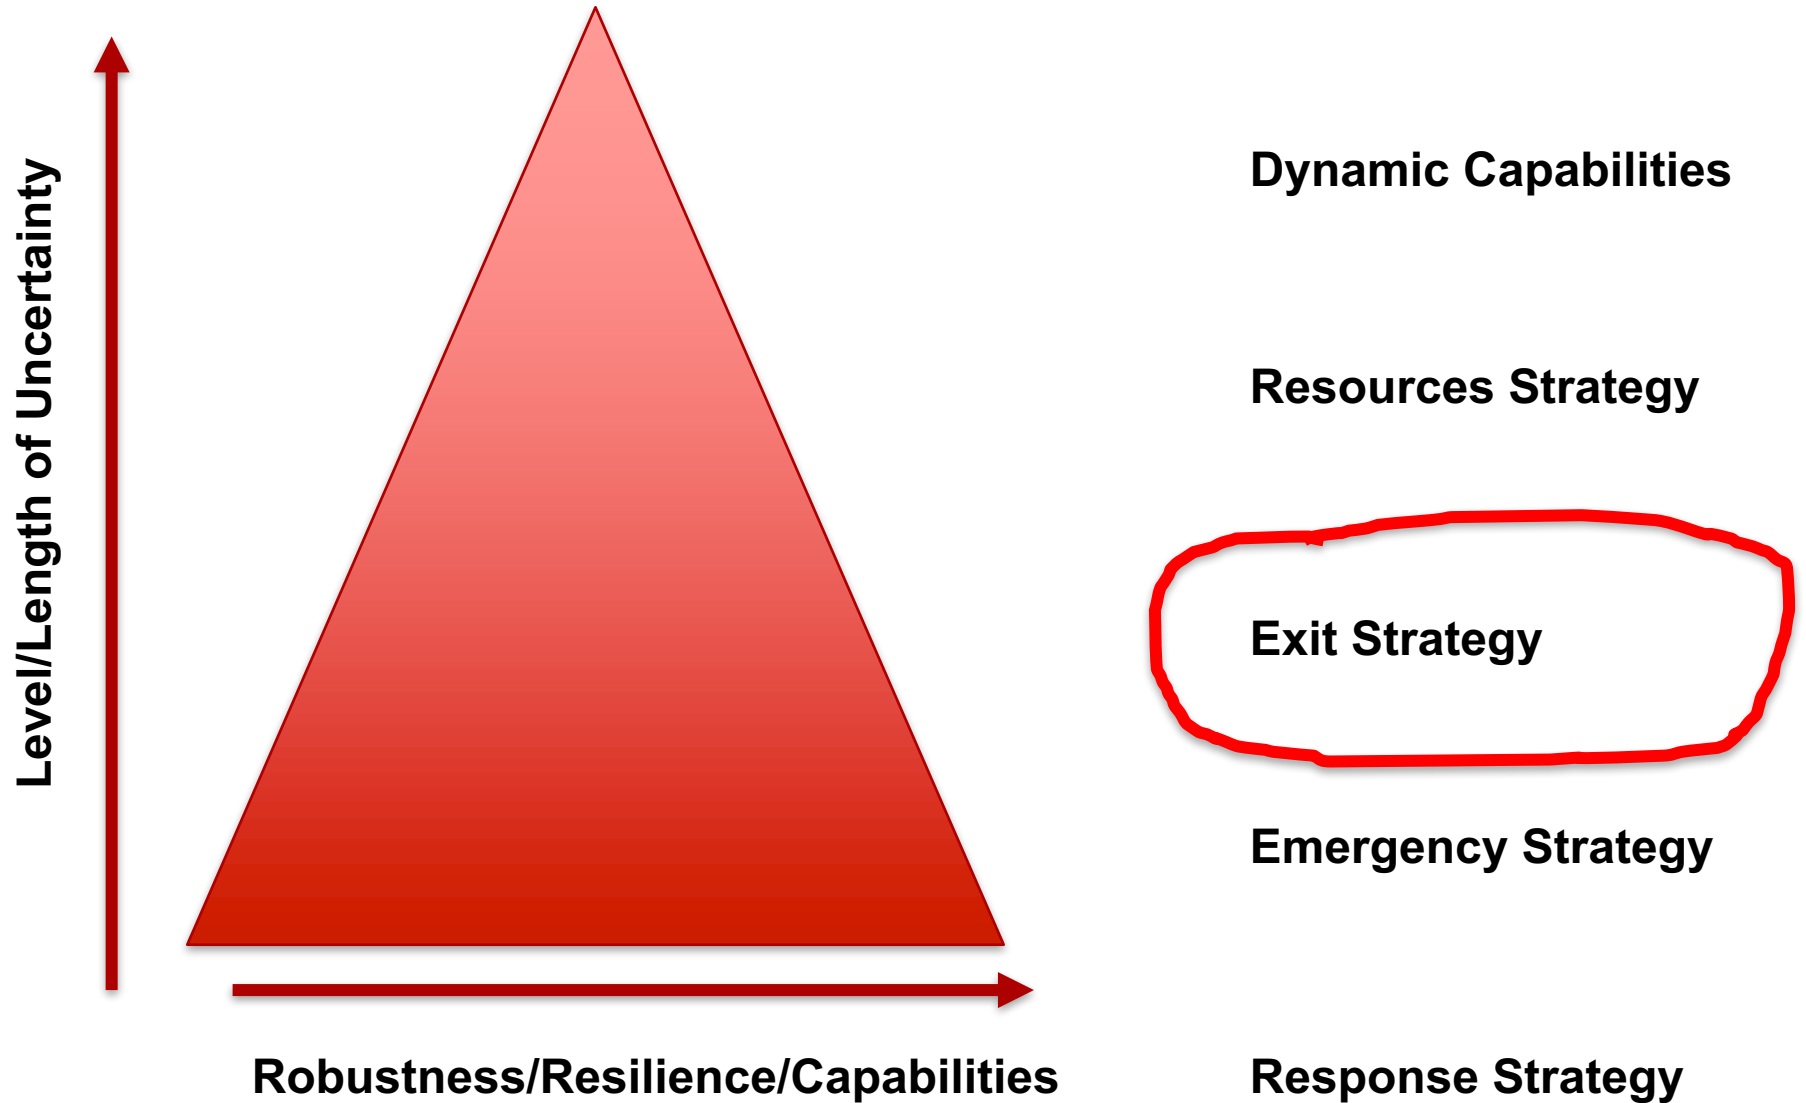 Level/Length of Uncertainty
Dynamic Capabilities
Resources Strategy
Exit Strategy
Emergency Strategy
Robustness/Resilience/Capabilities
Response Strategy